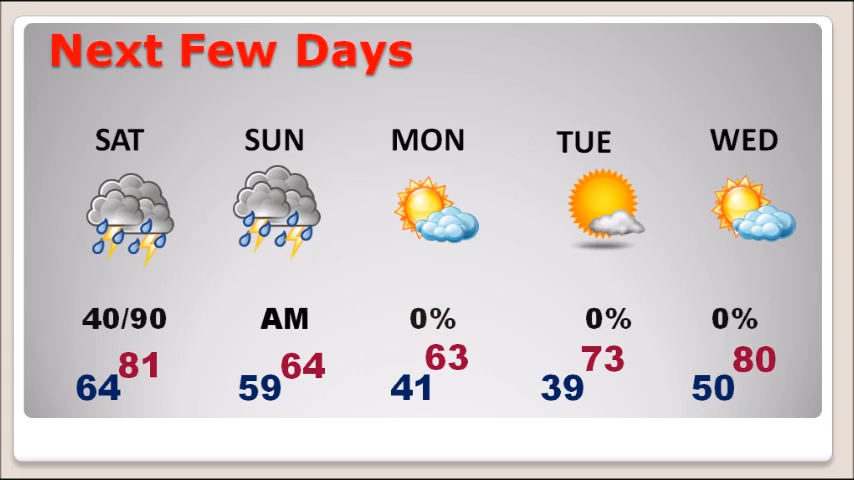 Next Few Days
SAT SUN MON TUE WED
40/90 AM 0% 0% 0%
81 64 63 73 80
64 59 41 39 50